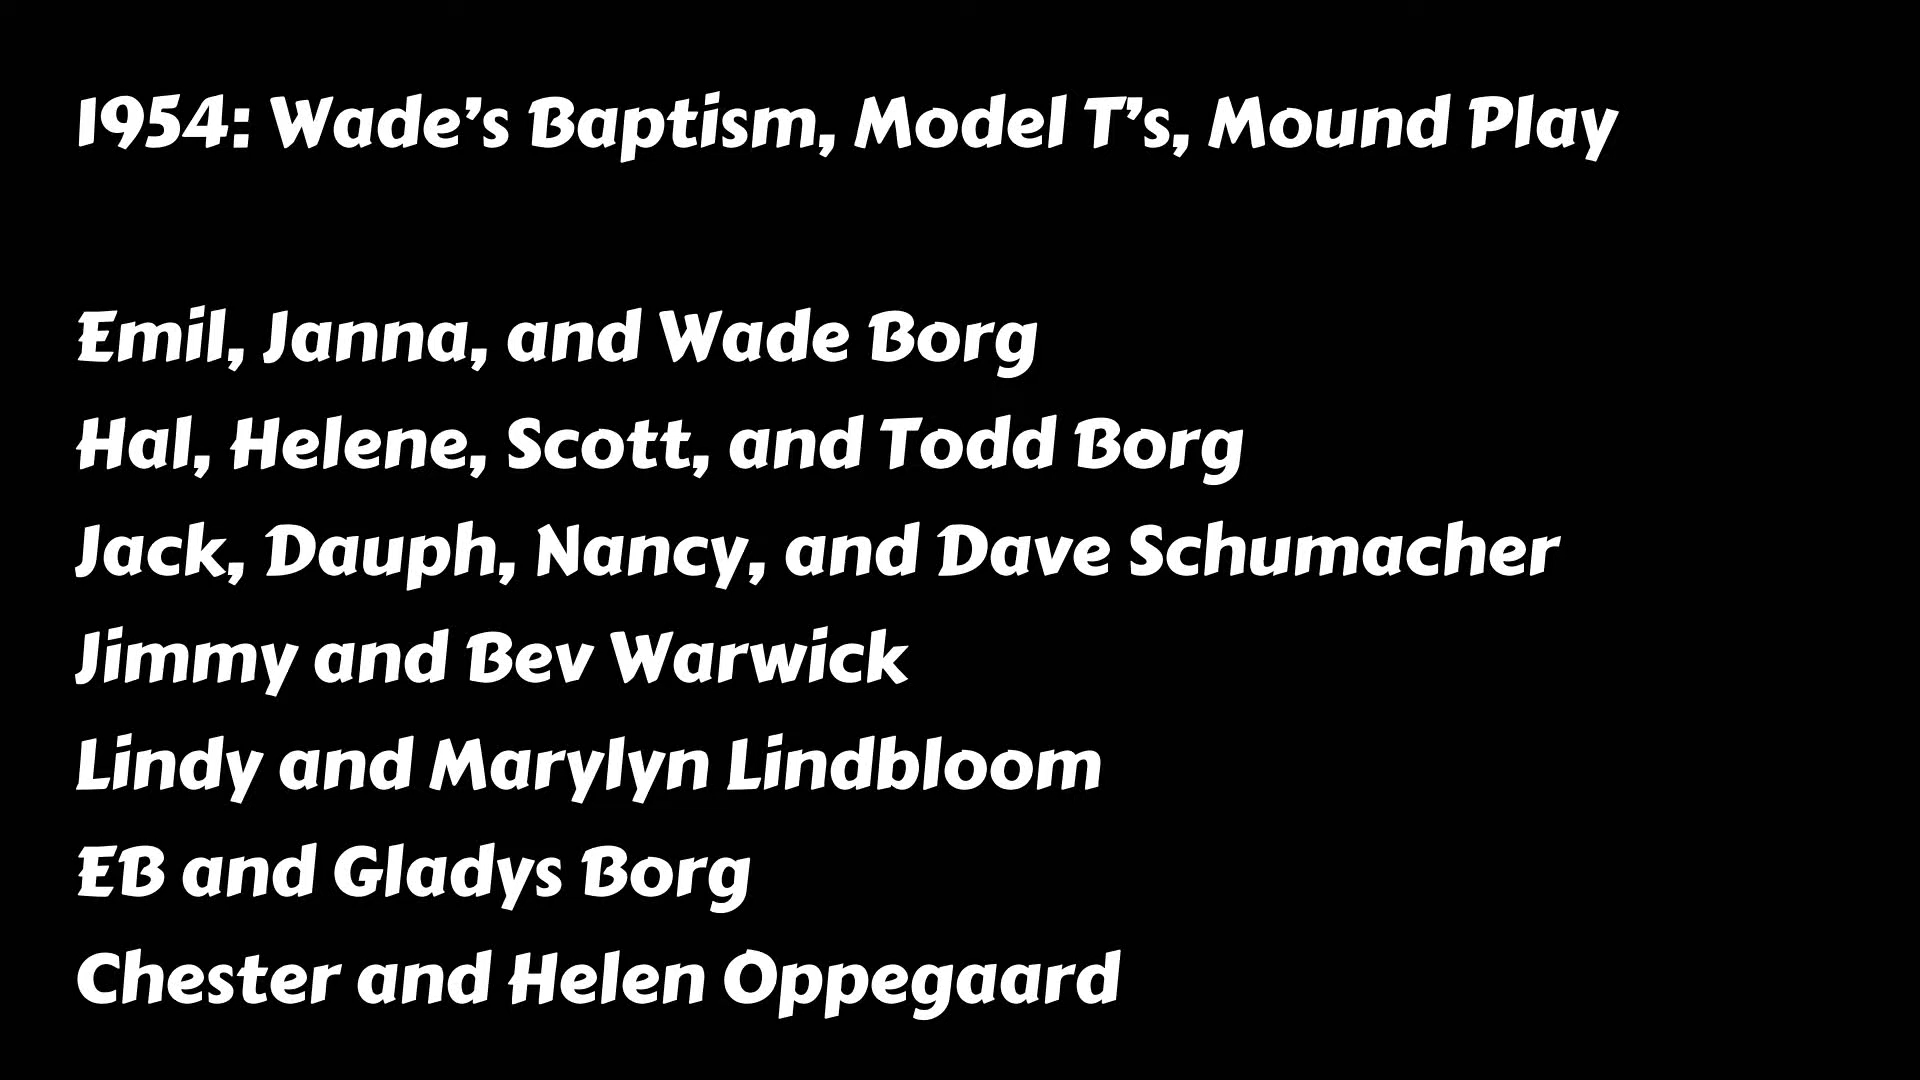 1954: Wade’s Baptism, Model T’s, Mound Play
Emil, Janna, and Wade Borg
Hal, Helene, Scott, and Todd Borg
Jack, Dauph, Nancy, and Dave Schumacher
Jimmy and Bev Warwick
Lindy and Marylyn Lindbloom
EB and Gladys Borg
Chester and Helen Oppegaard